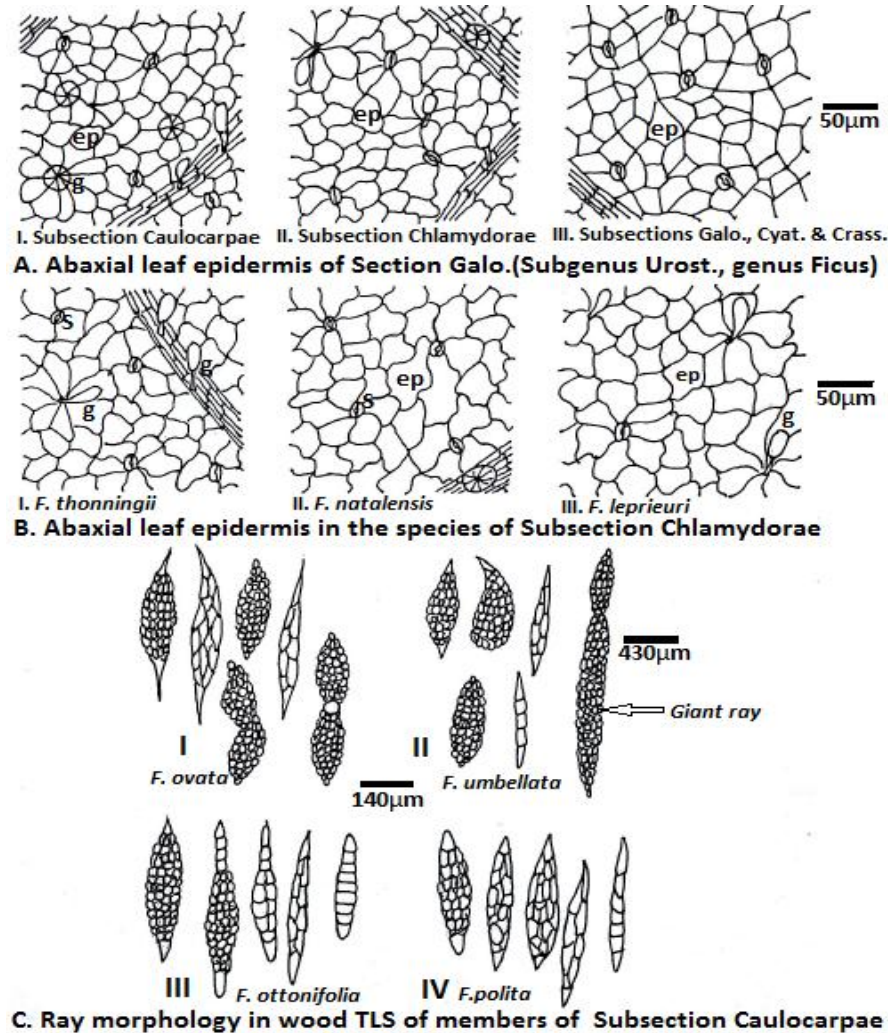 ep
g
ep
ep
50µm
I. Subsection Caulocarpae
II. Subsection Chlamydorae
III. Subsections Galo., Cyat. & Crass.
A. Abaxial leaf epidermis of Section Galo.(Subgenus Urost., genus Ficus)
S
g
g
ep
S
ep
g
50µm
I. F. thonningii
II. F. natalensis
III. F. leprieuri
B. Abaxial leaf epidermis in the species of Subsection Chlamydorae
430µm
Giant ray
I
F. ovata
II
F. umbellata
140µm
III
F. ottonifolia
IV
F.polita
C. Ray morphology in wood TLS of members of Subsection Caulocarpae